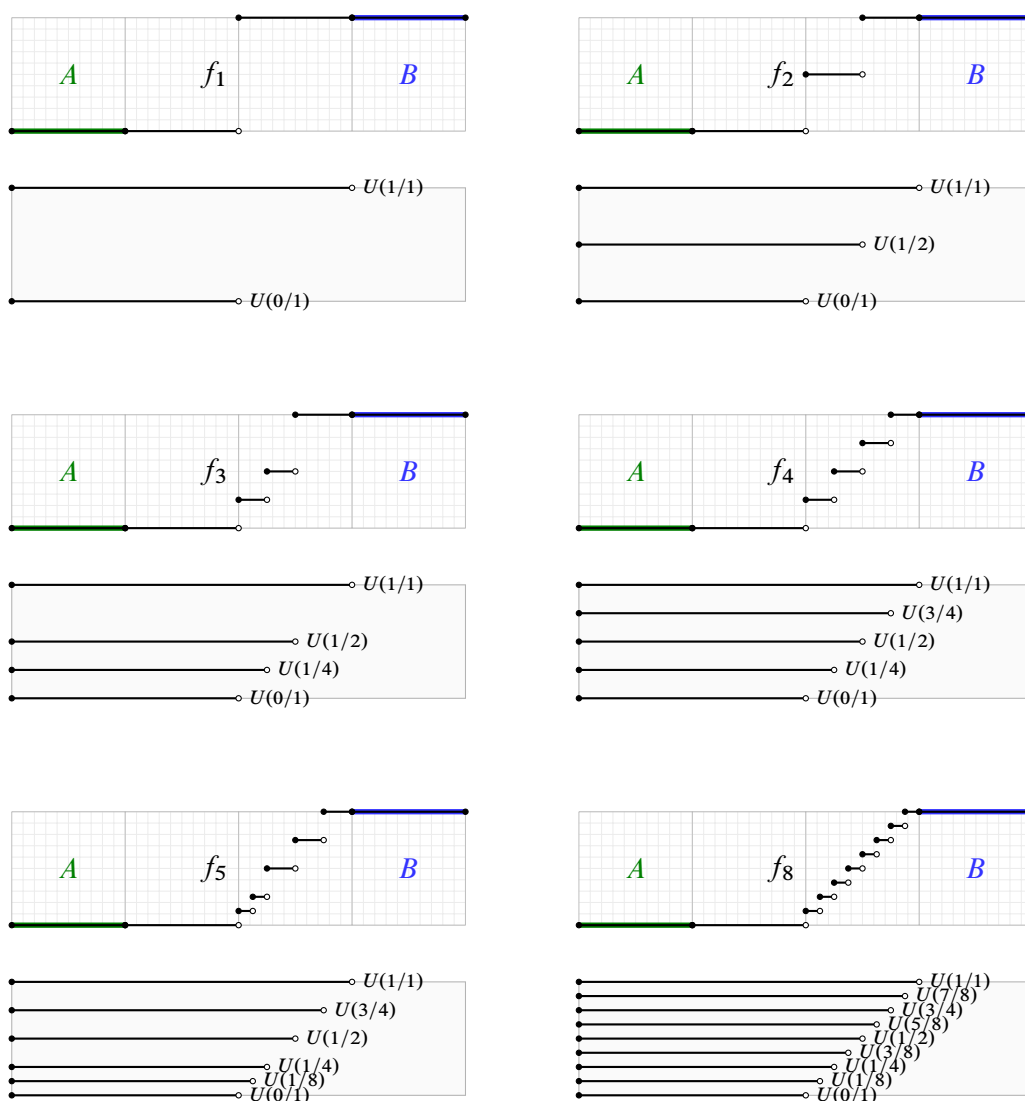 A f₁ B
A f₂ B
U(1/1)
U(0/1)
U(1/1)
U(1/2)
U(0/1)
A f₃ B
A f₄ B
U(1/1)
U(1/2)
U(1/4)
U(0/1)
U(1/1)
U(3/4)
U(1/2)
U(1/4)
U(0/1)
A f₅ B
A f₈ B
U(1/1)
U(3/4)
U(1/2)
U(1/4)
U(1/8)
U(0/1)
U(1/1)
U(7/8)
U(3/4)
U(5/8)
U(1/2)
U(3/8)
U(1/4)
U(1/8)
U(0/1)